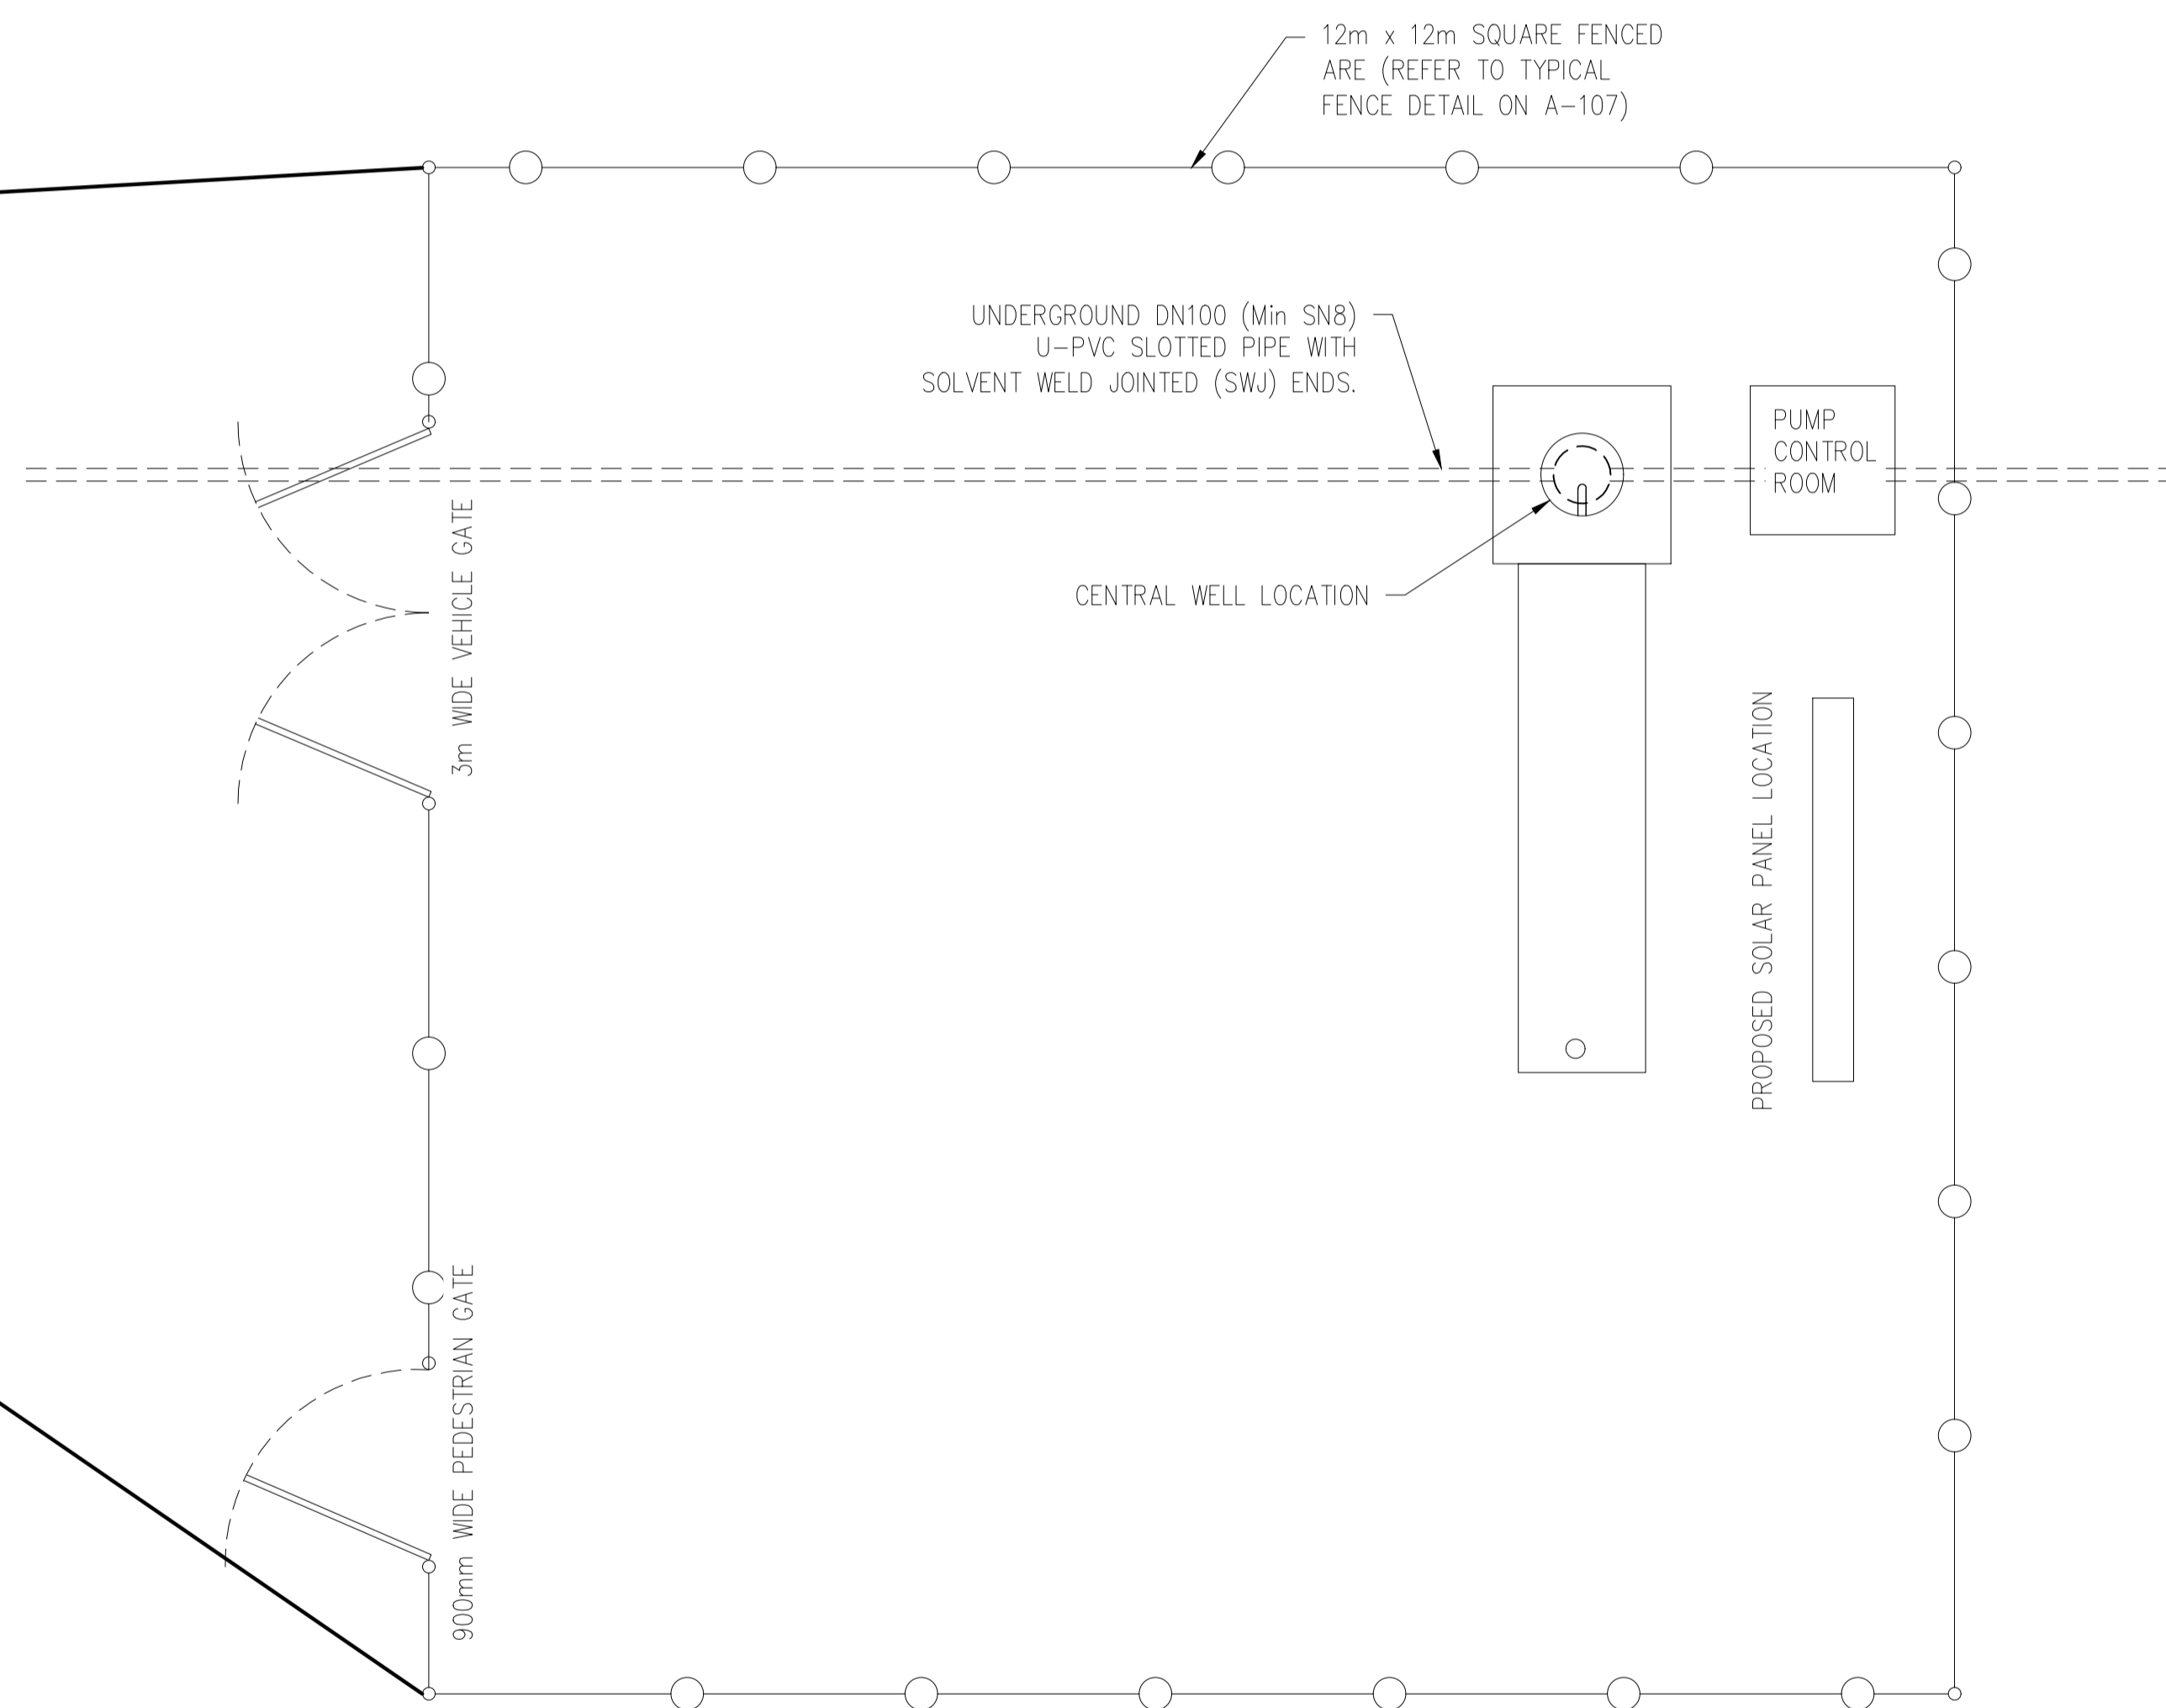 12m x 12m SQUARE FENCED
ARE (REFER TO TYPICAL
FENCE DETAIL ON A-107)
UNDERGROUND DN100 (Min SN8)
U-PVC SLOTTED PIPE WITH
SOLVENT WELD JOINTED (SWJ) ENDS.
PUMP
CONTROL
ROOM
3m WIDE VEHICLE GATE
CENTRAL WELL LOCATION
PROPOSED SOLAR PANEL LOCATION
900mm WIDE PEDESTRIAN GATE